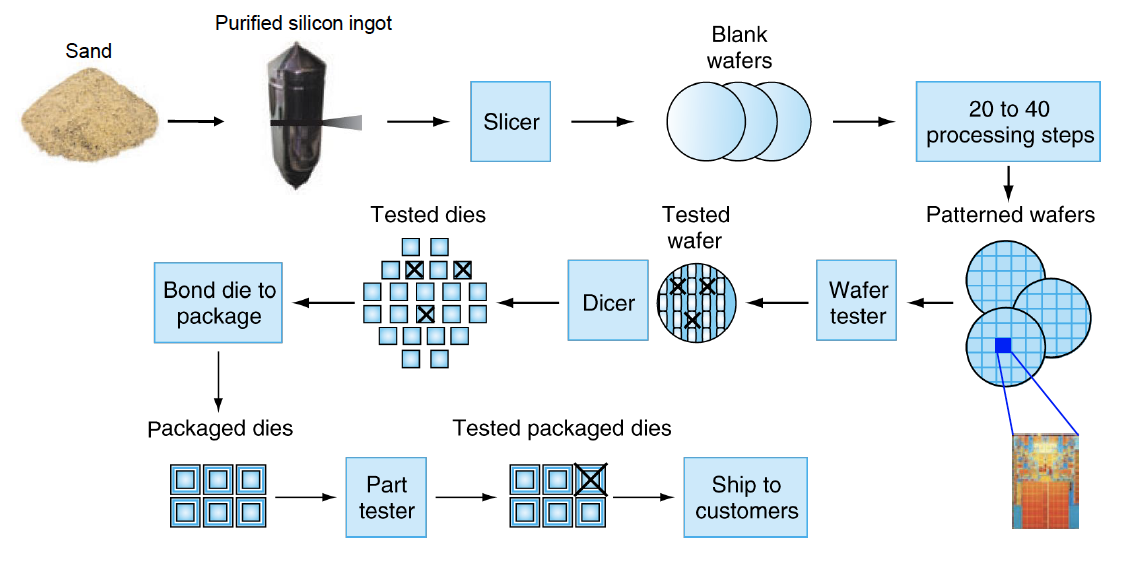 Sand
Purified silicon ingot
Slicer
Blank
wafers
20 to 40
processing steps
Patterned wafers
Wafer
tester
Tested
wafer
Dicer
Tested dies
Bond die to
package
Packaged dies
Part
tester
Tested packaged dies
Ship to
customers